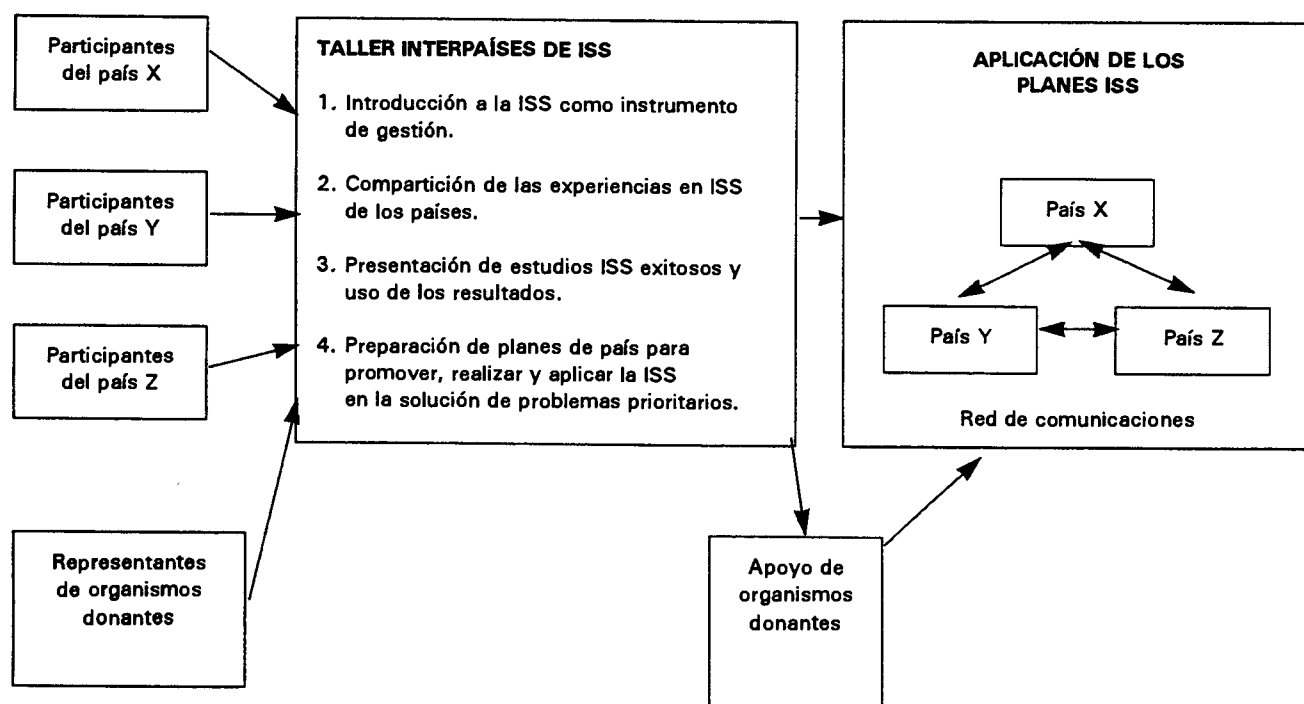 Participantes
del país X
Participantes
del país Y
Participantes
del país Z
Representantes
de organismos
donantes
TALLER INTERPAÍSES DE ISS
1. Introducción a la ISS como instrumento
de gestión.
2. Compartición de las experiencias en ISS
de los países.
3. Presentación de estudios ISS exitosos y
uso de los resultados.
4. Preparación de planes de país para
promover, realizar y aplicar la ISS
en la solución de problemas prioritarios.
Apoyo de
organismos
donantes
APLICACIÓN DE LOS
PLANES ISS
País X
País Y
País Z
Red de comunicaciones